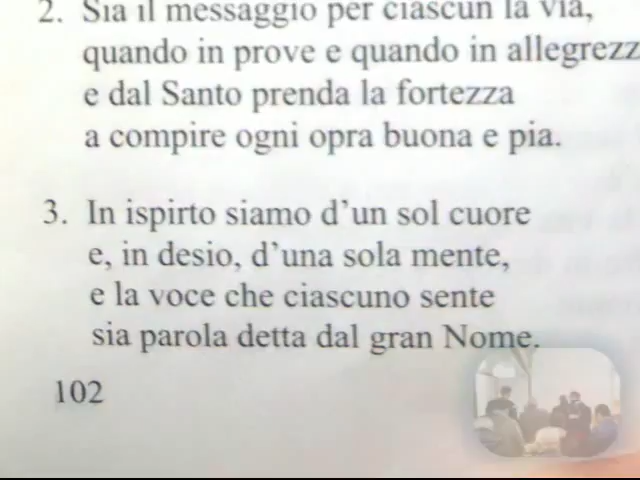 2. Sia il messaggio per ciascun la via,
quando in prove e quando in allegrezz
e dal Santo prenda la fortezza
a compire ogni opra buona e pia.
3. In ispirto siamo d’un sol cuore
e, in desio, d’una sola mente,
e la voce che ciascuno sente
sia parola detta dal gran Nome.
102